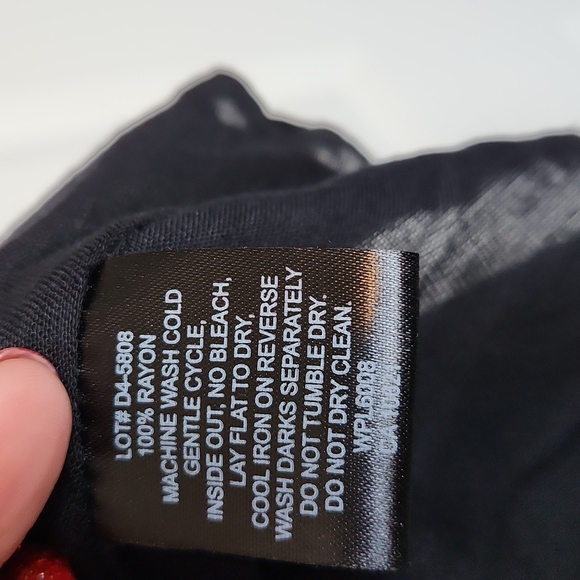 LOT# D4-5808
100% RAYON
MACHINE WASH COLD
GENTLE CYCLE,
INSIDE OUT. NO BLEACH,
LAY FLAT TO DRY.
COOL IRON ON REVERSE
WASH DARKS SEPARATELY
DO NOT TUMBLE DRY.
DO NOT DRY CLEAN.